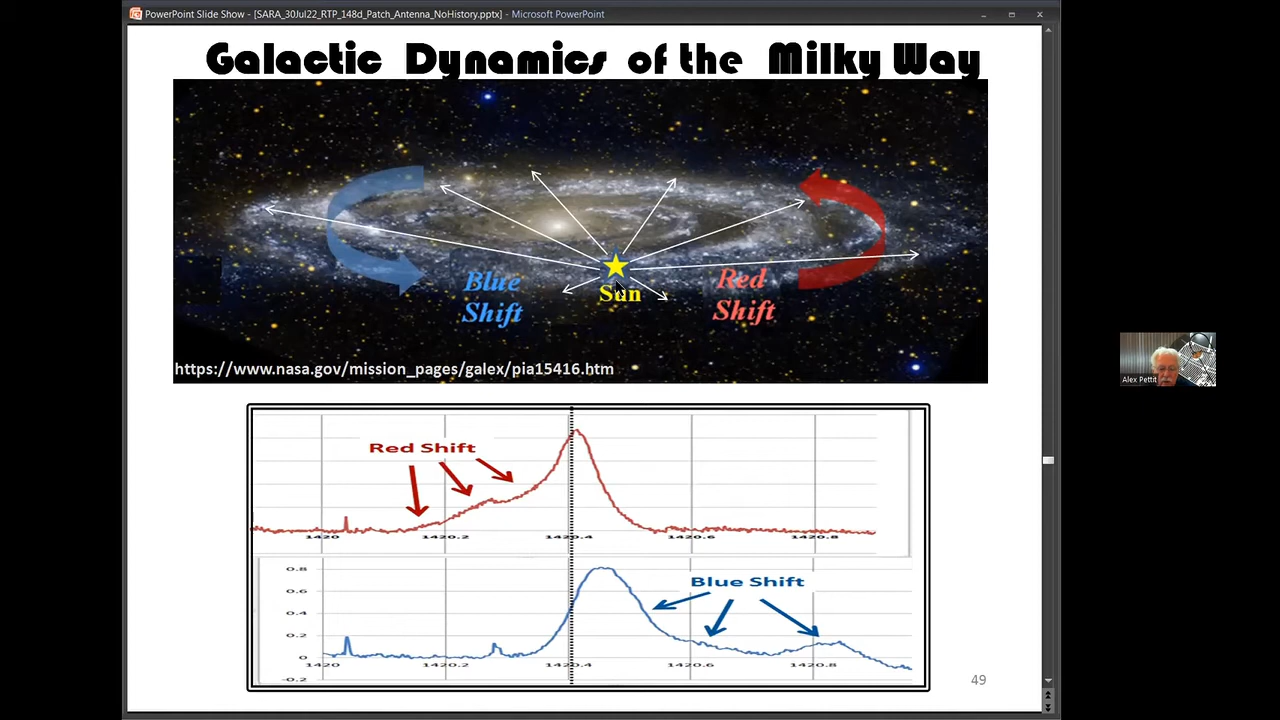 PowerPoint Slide Show - [SARA_30Jul22_RTP_148d_Patch_Antenna_NoHistory.pptx] - Microsoft PowerPoint
Galactic Dynamics of the Milky Way
Blue
Shift
Sun
Red
Shift
https://www.nasa.gov/mission_pages/galex/pia15416.htm
Alex Pettit
Red Shift
1420 1420.2 1420.4 1420.6 1420.8
Blue Shift
0.8
0.6
0.4
0.2
0
1420 1420.2 1420.4 1420.6 1420.8
-0.2
49